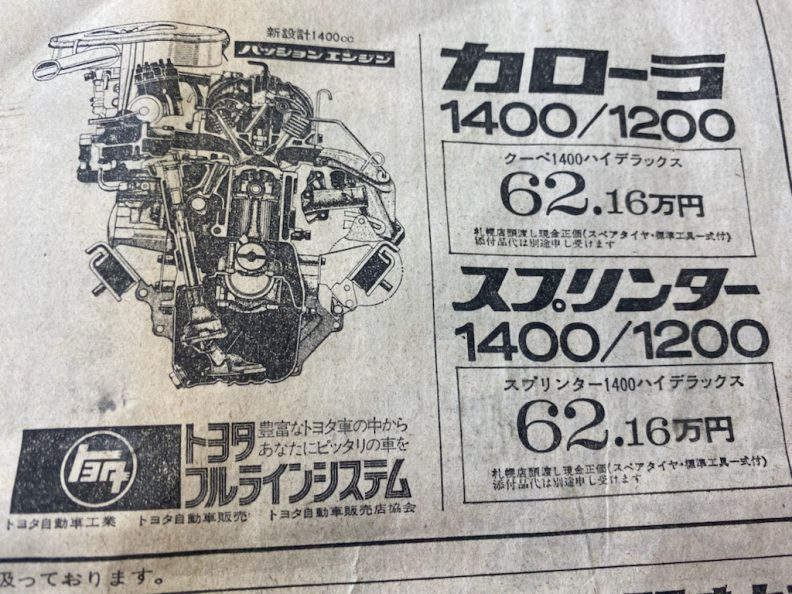 新設計1400cc
パッションエンジン
カローラ
1400/1200
クーペ1400ハイデラックス
62.16万円
札幌店頭渡し現金正価(スペアタイヤ・標準工具一式付)
添付品代は別途申し受けます
スプリンター
1400/1200
スプリンター1400ハイデラックス
62.16万円
札幌店頭渡し現金正価(スペアタイヤ・標準工具一式付)
添付品代は別途申し受けます
トヨタ
トヨタ
フルラインシステム
豊富なトヨタ車の中から
あなたにピッタリの車を
トヨタ自動車工業 トヨタ自動車販売 トヨタ自動車販売店協会
扱っております。